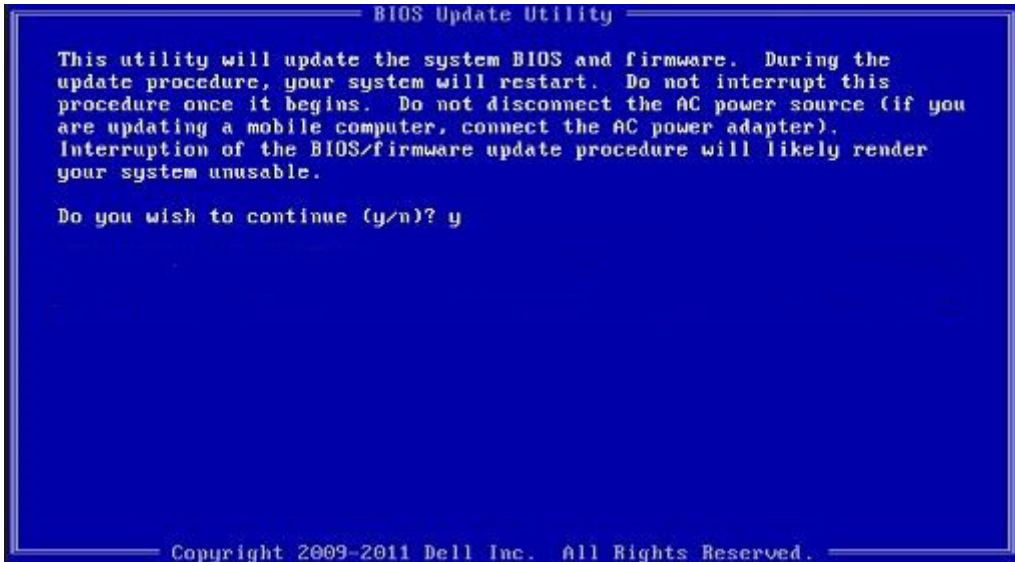 BIOS Update Utility
This utility will update the system BIOS and firmware. During the
update procedure, your system will restart. Do not interrupt this
procedure once it begins. Do not disconnect the AC power source (if you
are updating a mobile computer, connect the AC power adapter).
Interruption of the BIOS/firmware update procedure will likely render
your system unusable.
Do you wish to continue (y/n)? y
Copyright 2009-2011 Dell Inc. All Rights Reserved.